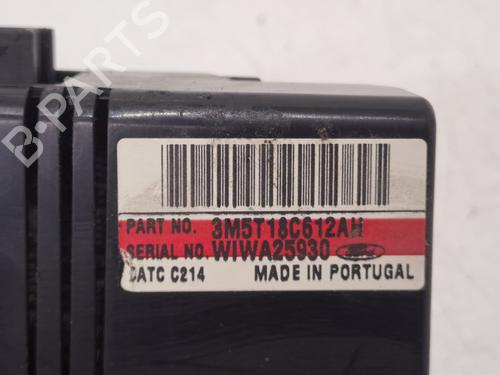 B-PARTS
PART NO. 3M5T18C612AH
SERIAL NO. WIWA25930
DATC C214 MADE IN PORTUGAL